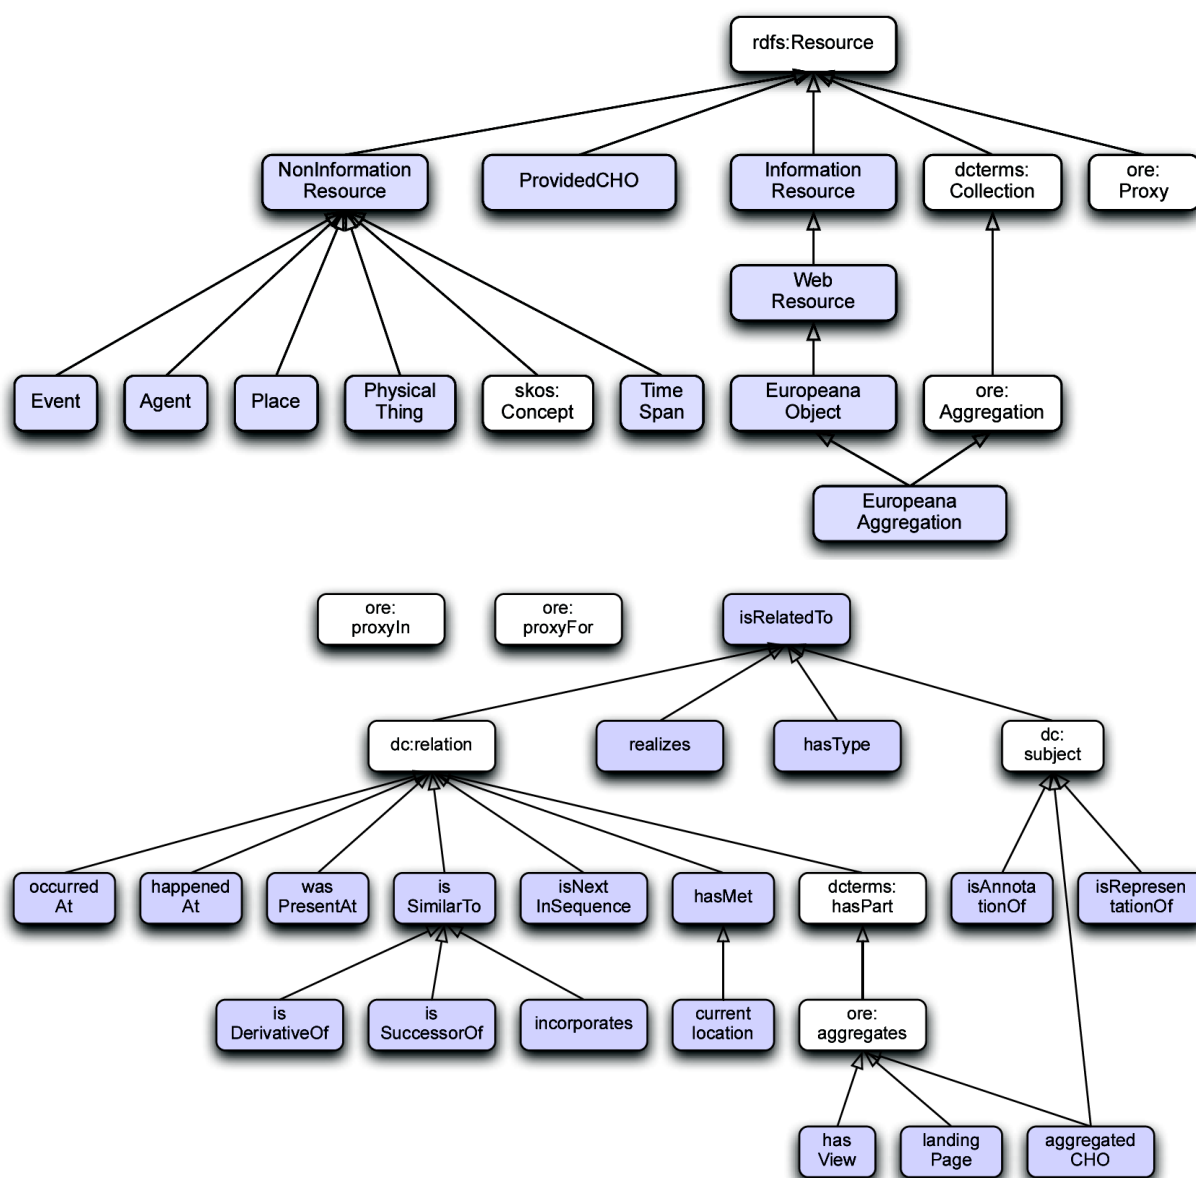 rdfs:Resource
NonInformation
Resource
ProvidedCHO
Information
Resource
dcterms:
Collection
ore:
Proxy
Web
Resource
Event
Agent
Place
Physical
Thing
skos:
Concept
Time
Span
Europeana
Object
ore:
Aggregation
Europeana
Aggregation
ore:
proxyIn
ore:
proxyFor
isRelatedTo
dc:relation
realizes
hasType
dc:
subject
occurred
At
happened
At
was
PresentAt
is
SimilarTo
isNext
InSequence
hasMet
dcterms:
hasPart
isAnnota
tionOf
isRepresen
tationOf
is
DerivativeOf
is
SuccessorOf
incorporates
current
location
ore:
aggregates
has
View
landing
Page
aggregated
CHO